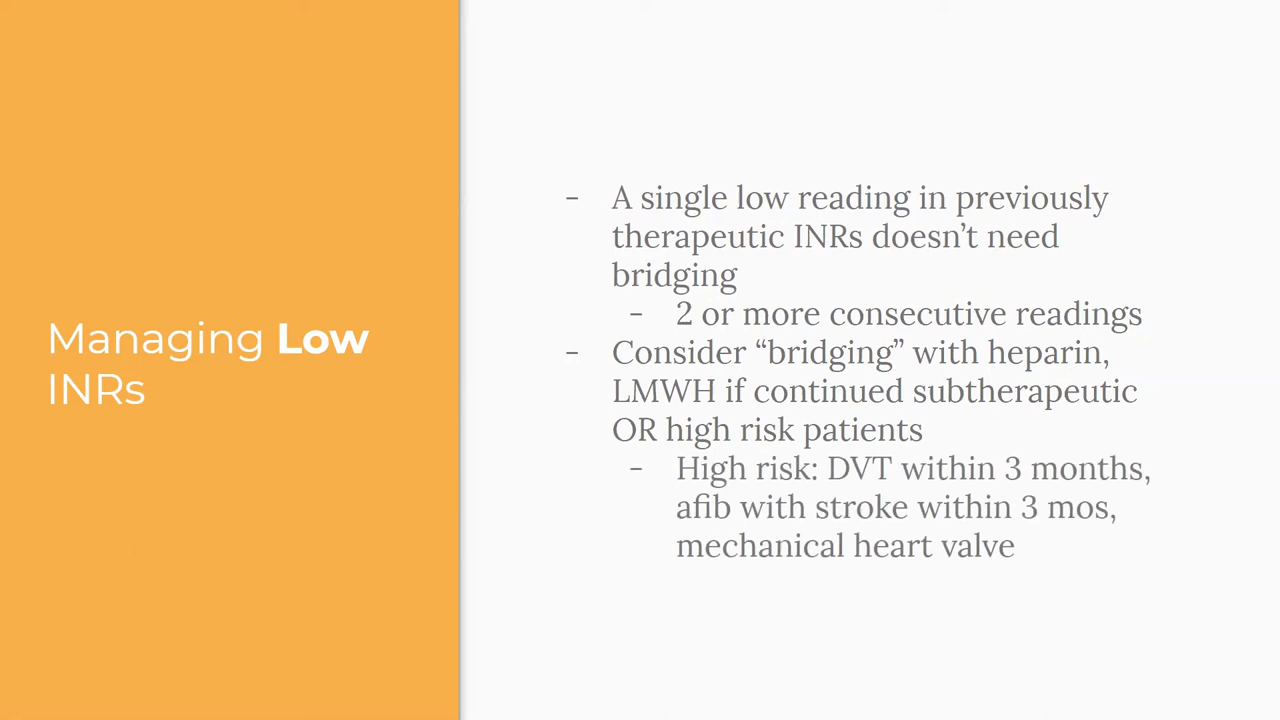 Managing Low
INRs
- A single low reading in previously
therapeutic INRs doesn’t need
bridging
- 2 or more consecutive readings
- Consider “bridging” with heparin,
LMWH if continued subtherapeutic
OR high risk patients
- High risk: DVT within 3 months,
afib with stroke within 3 mos,
mechanical heart valve